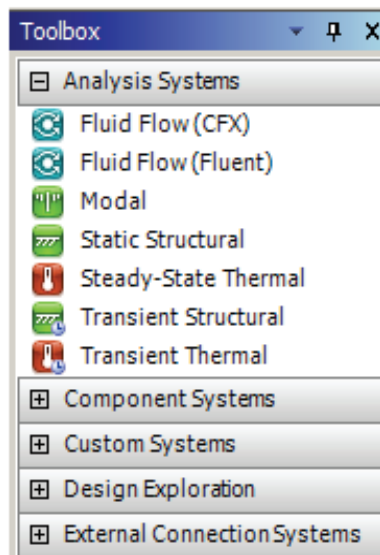 Toolbox
Analysis Systems
Fluid Flow (CFX)
Fluid Flow (Fluent)
Modal
Static Structural
Steady-State Thermal
Transient Structural
Transient Thermal
Component Systems
Custom Systems
Design Exploration
External Connection Systems